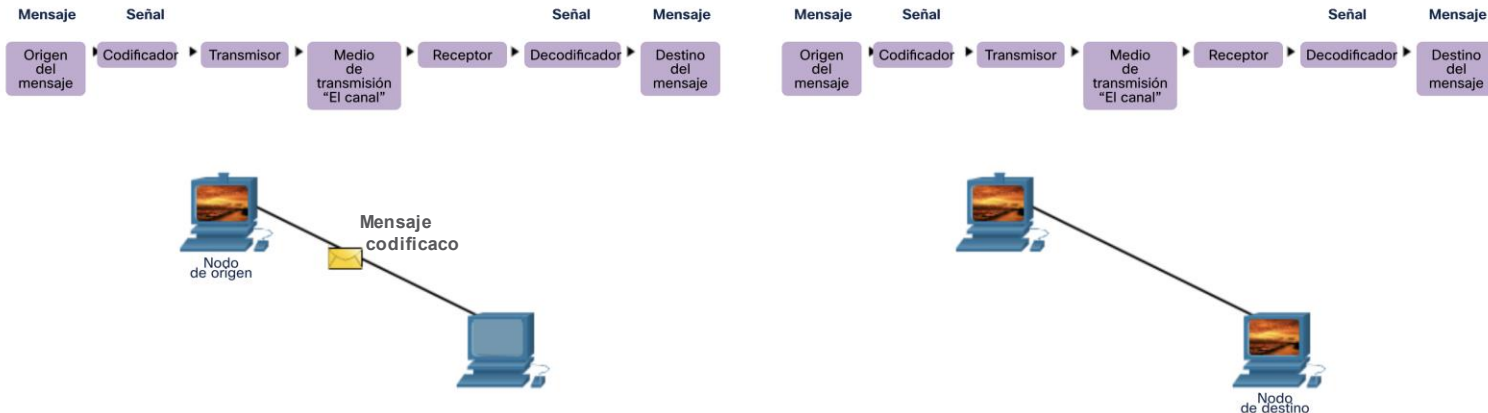 Mensaje Señal Señal Mensaje
Origen del mensaje
Codificador
Transmisor
Medio de transmisión "El canal"
Receptor
Decodificador
Destino del mensaje
Mensaje
codificaco
Nodo
de origen
Mensaje Señal Señal Mensaje
Origen del mensaje
Codificador
Transmisor
Medio de transmisión "El canal"
Receptor
Decodificador
Destino del mensaje
Nodo
de destino